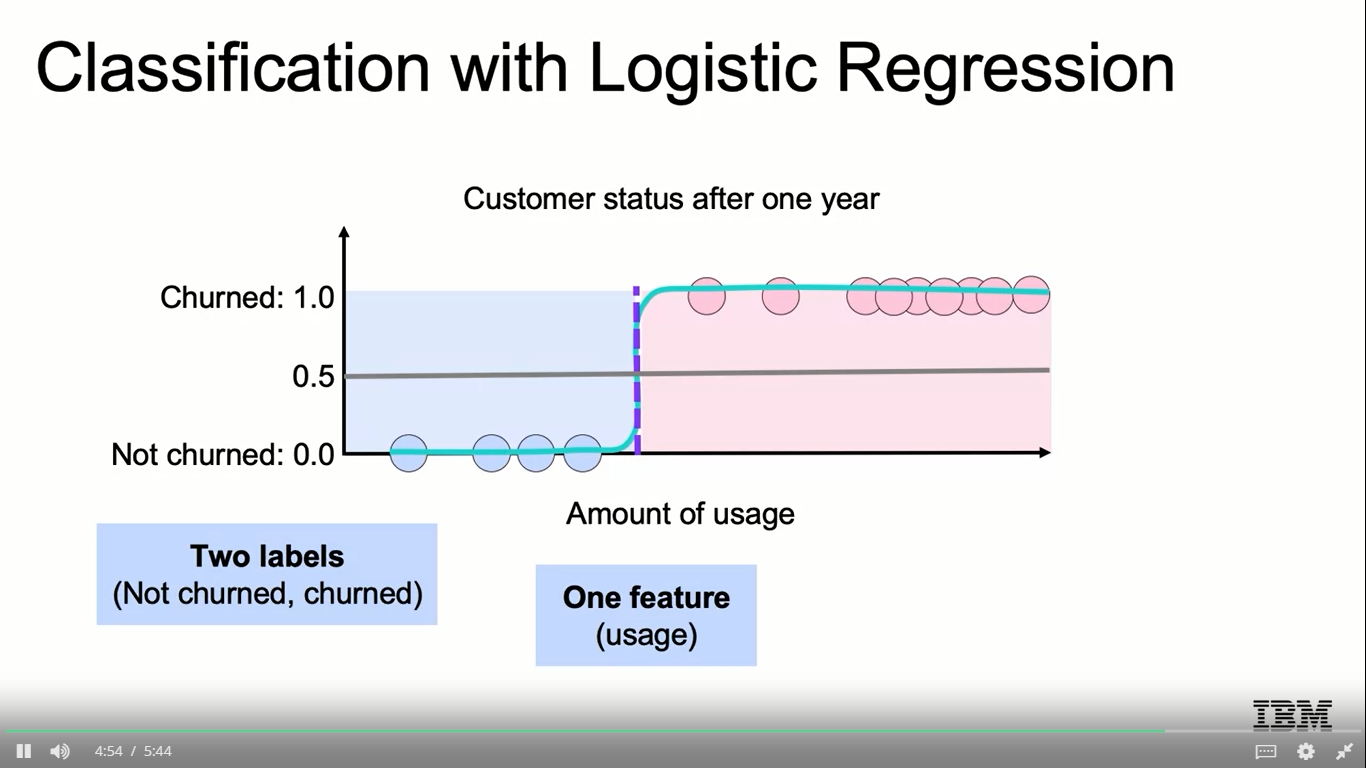 Classification with Logistic Regression
Customer status after one year
Churned: 1.0
0.5
Not churned: 0.0
Amount of usage
Two labels
(Not churned, churned)
One feature
(usage)
IBM
4:54 / 5:44